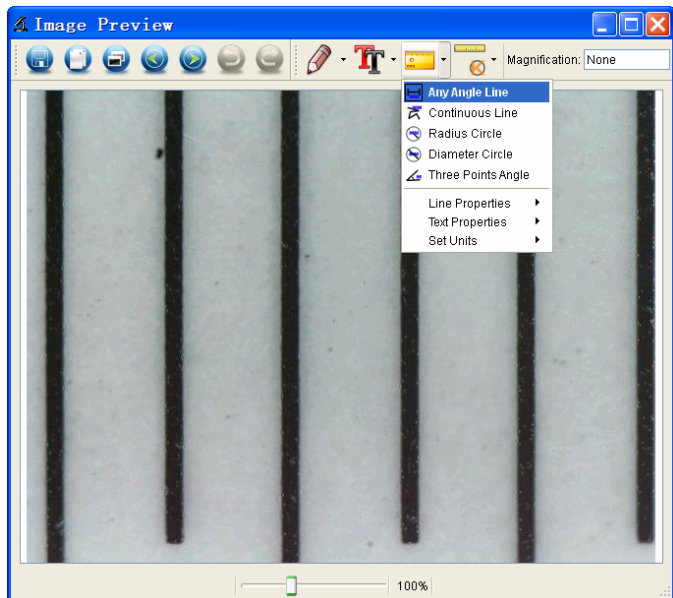 Image Preview
TT
K
Magnification: None
Any Angle Line
Continuous Line
Radius Circle
Diameter Circle
Three Points Angle
Line Properties
Text Properties
Set Units
100%